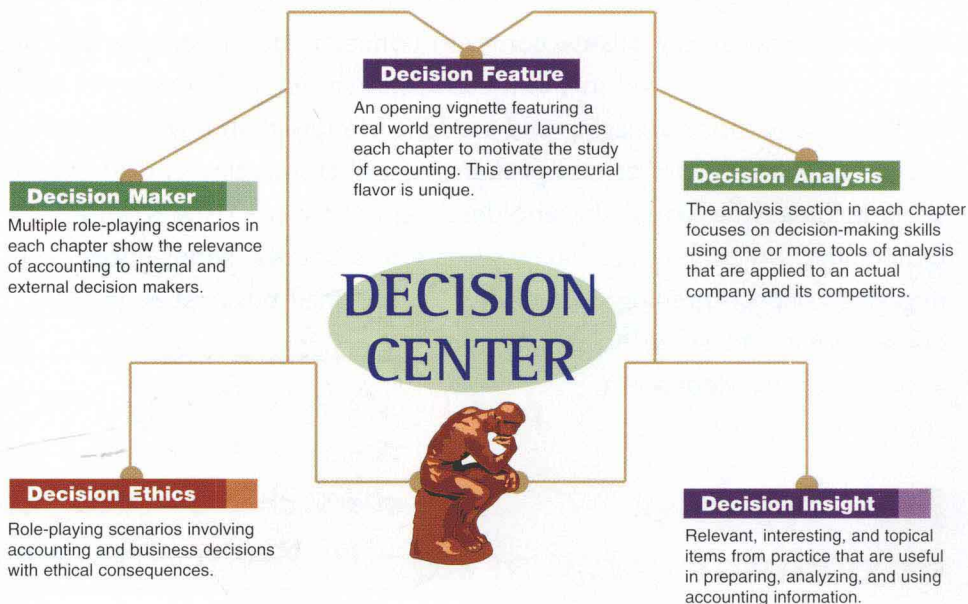 Decision Feature
An opening vignette featuring a
real world entrepreneur launches
each chapter to motivate the study
of accounting. This entrepreneurial
flavor is unique.
Decision Maker
Multiple role-playing scenarios in
each chapter show the relevance
of accounting to internal and
external decision makers.
Decision Analysis
The analysis section in each chapter
focuses on decision-making skills
using one or more tools of analysis
that are applied to an actual
company and its competitors.
DECISION
CENTER
Decision Ethics
Role-playing scenarios involving
accounting and business decisions
with ethical consequences.
Decision Insight
Relevant, interesting, and topical
items from practice that are useful
in preparing, analyzing, and using
accounting information.